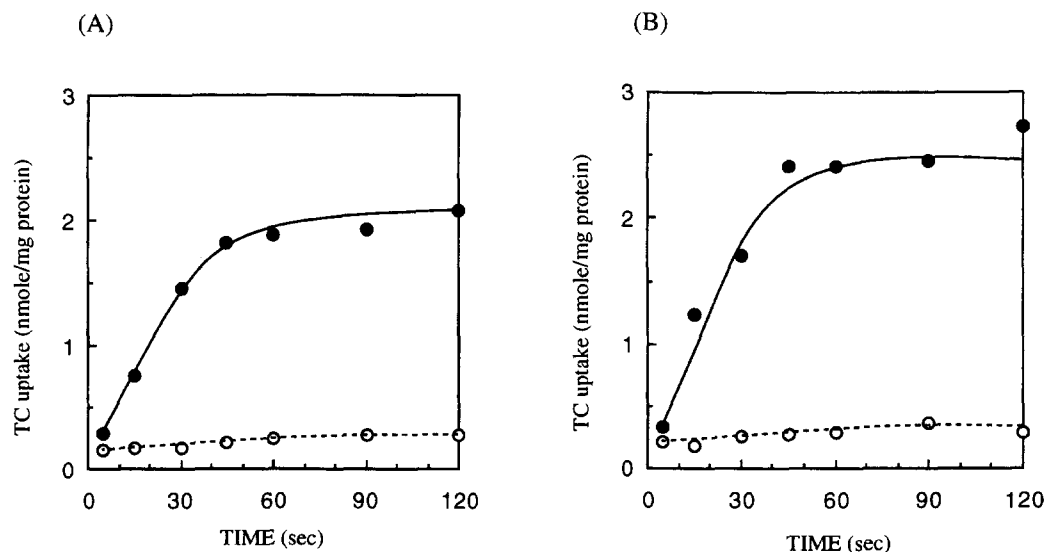 (A)
(B)
TC uptake (nmole/mg protein)
3
2
1
0
0 30 60 90 120
TIME (sec)
TC uptake (nmole/mg protein)
3
2
1
0
0 30 60 90 120
TIME (sec)